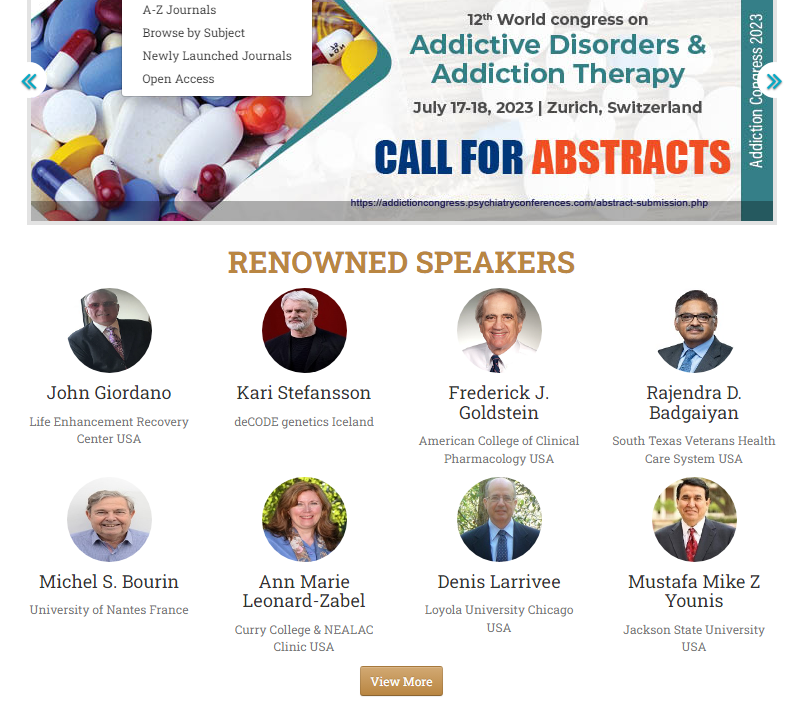 A-Z Journals
Browse by Subject
Newly Launched Journals
Open Access
12th World congress on
Addictive Disorders &
Addiction Therapy
July 17-18, 2023 | Zurich, Switzerland
CALL FOR ABSTRACTS
https://addictioncongress.psychiatryconferences.com/abstract-submission.php
Addiction Congress 2023
RENOWNED SPEAKERS
John Giordano
Life Enhancement Recovery
Center USA
Kari Stefansson
deCODE genetics Iceland
Frederick J.
Goldstein
American College of Clinical
Pharmacology USA
Rajendra D.
Badgaiyan
South Texas Veterans Health
Care System USA
Michel S. Bourin
University of Nantes France
Ann Marie
Leonard-Zabel
Curry College & NEALAC
Clinic USA
Denis Larrivee
Loyola University Chicago
USA
Mustafa Mike Z
Younis
Jackson State University
USA
View More